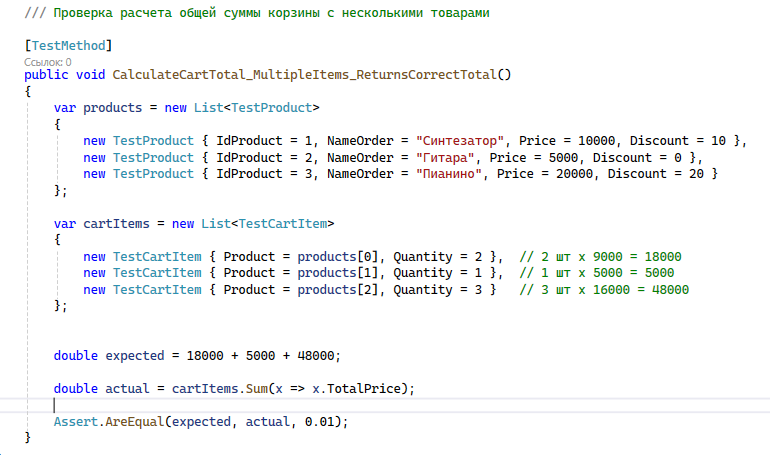 /// Проверка расчета общей суммы корзины с несколькими товарами
[TestMethod]
Ссылок: 0
public void CalculateCartTotal_MultipleItems_ReturnsCorrectTotal()
{
var products = new List<TestProduct>
{
new TestProduct { IdProduct = 1, NameOrder = "Синтезатор", Price = 10000, Discount = 10 },
new TestProduct { IdProduct = 2, NameOrder = "Гитара", Price = 5000, Discount = 0 },
new TestProduct { IdProduct = 3, NameOrder = "Пианино", Price = 20000, Discount = 20 }
};
var cartItems = new List<TestCartItem>
{
new TestCartItem { Product = products[0], Quantity = 2 },  // 2 шт x 9000 = 18000
new TestCartItem { Product = products[1], Quantity = 1 },  // 1 шт x 5000 = 5000
new TestCartItem { Product = products[2], Quantity = 3 }   // 3 шт x 16000 = 48000
};
double expected = 18000 + 5000 + 48000;
double actual = cartItems.Sum(x => x.TotalPrice);
Assert.AreEqual(expected, actual, 0.01);
}